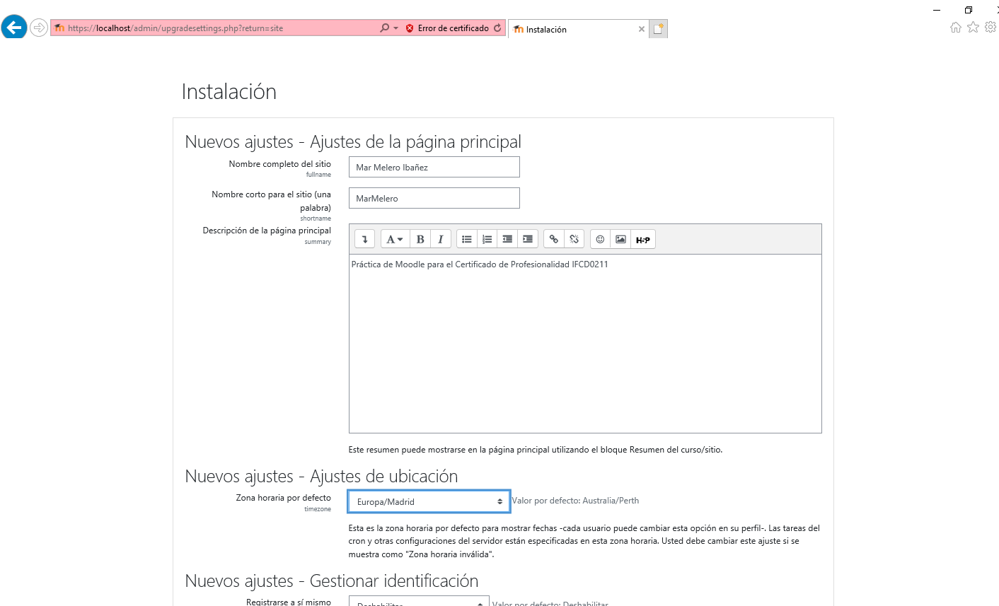 https://localhost/admin/upgradesettings.php?return=site
Error de certificado
Instalación
Instalación
Nuevos ajustes - Ajustes de la página principal
Nombre completo del sitio
fullname
Mar Melero Ibañez
Nombre corto para el sitio (una
palabra)
shortname
MarMelero
Descripción de la página principal
summary
A B I
H-P
Práctica de Moodle para el Certificado de Profesionalidad IFCD0211
Este resumen puede mostrarse en la página principal utilizando el bloque Resumen del curso/sitio.
Nuevos ajustes - Ajustes de ubicación
Zona horaria por defecto
timezone
Europa/Madrid
Valor por defecto: Australia/Perth
Esta es la zona horaria por defecto para mostrar fechas -cada usuario puede cambiar esta opción en su perfil-. Las tareas del
cron y otras configuraciones del servidor están especificadas en esta zona horaria. Usted debe cambiar este ajuste si se
muestra como "Zona horaria inválida".
Nuevos ajustes - Gestionar identificación
Registrarse a sí mismo
Deshabilitar
Valor por defecto: Deshabilitar